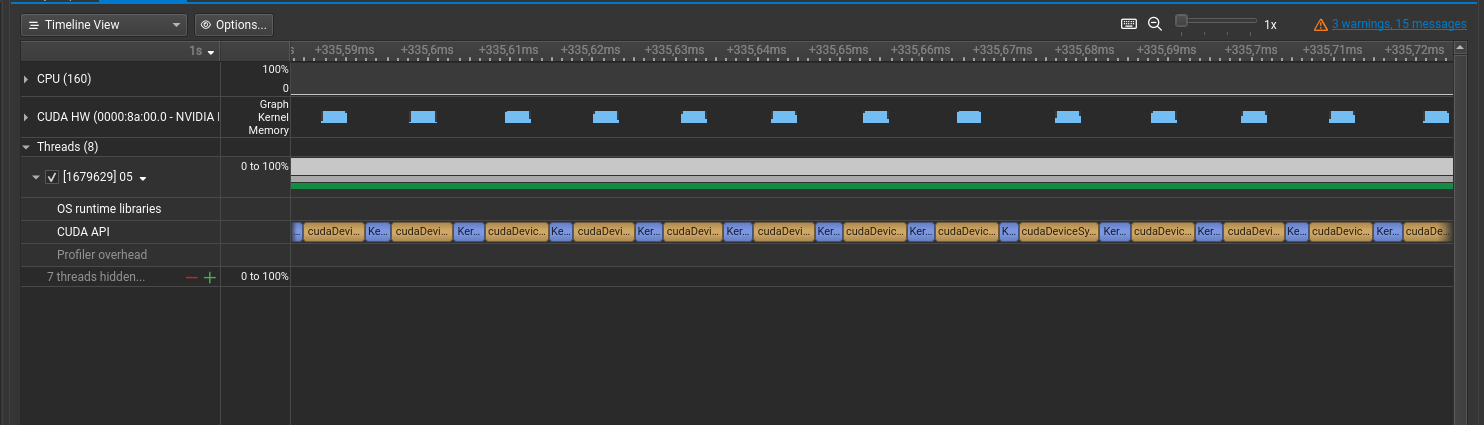 Timeline View
Options...
1x
3 warnings, 15 messages
1s
s +335,59ms +335,6ms +335,61ms +335,62ms +335,63ms +335,64ms +335,65ms +335,66ms +335,67ms +335,68ms +335,69ms +335,7ms +335,71ms +335,72ms
CPU (160)
100%
0
CUDA HW (0000:8a:00.0 - NVIDIA
Graph
Kernel
Memory
Threads (8)
[1679629] 05
0 to 100%
OS runtime libraries
CUDA API
... cudaDevi... Ke... cudaDevi... Ker... cudaDevic... Ke... cudaDevi... Ker... cudaDevi... Ker... cudaDevi... Ker... cudaDevic... Ker... cudaDevic... K... cudaDeviceSy... Ker... cudaDevic... Ker... cudaDevi... Ke... cudaDevic... Ker... cudaDe...
Profiler overhead
7 threads hidden...
0 to 100%